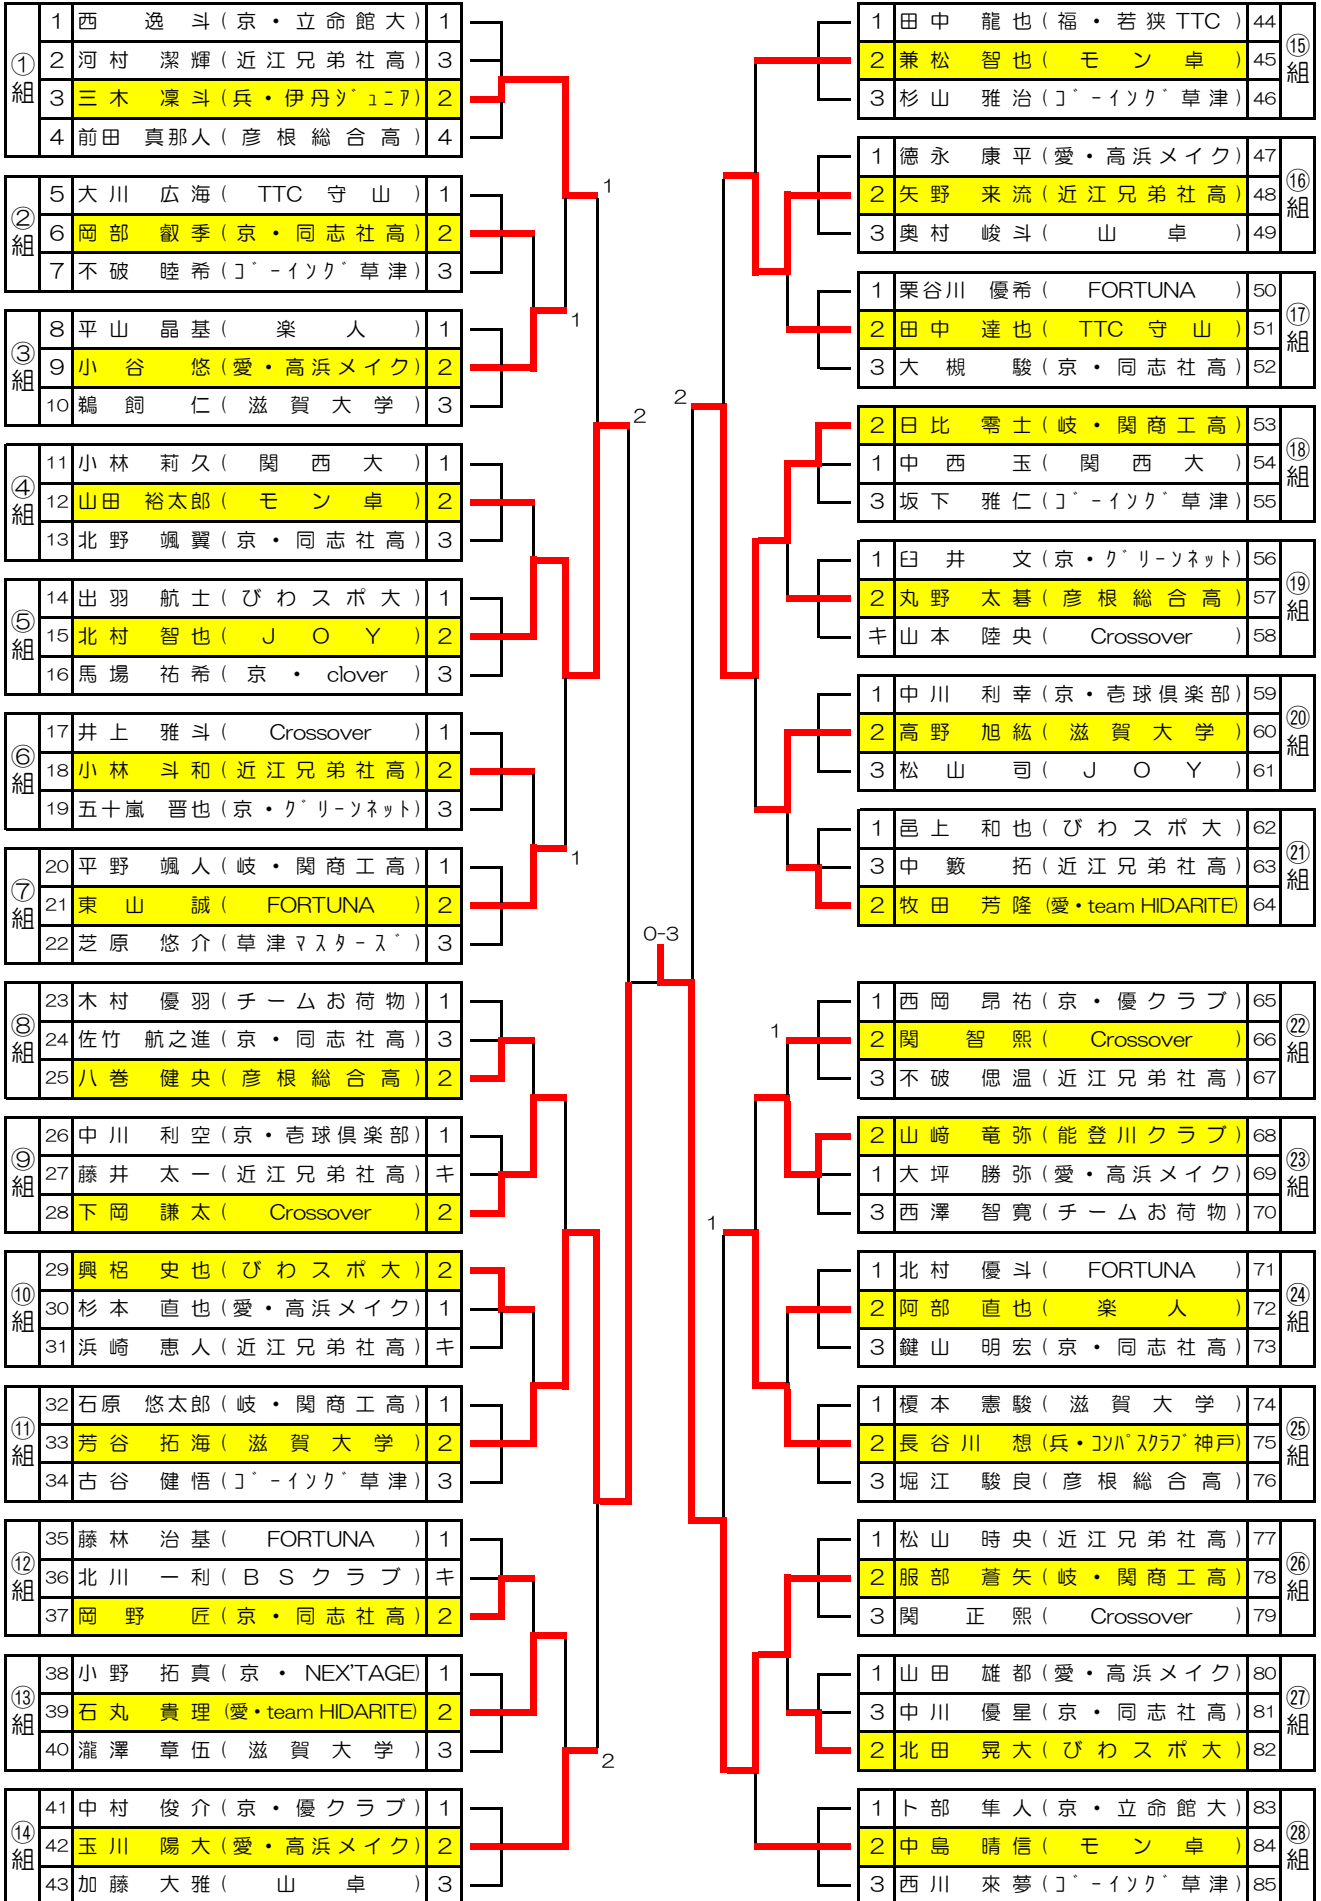 ①組
1 西 逸斗(京・立命館大) 1
2 河村 潔輝(近江兄弟社高) 3
3 三木 凜斗(兵・伊丹ｼﾞｭﾆｱ) 2
4 前田 真那人(彦根総合高) 4
②組
5 大川 広海(TTC守山) 1
6 岡部 叡季(京・同志社高) 2
7 不破 睦希(ｺﾞｰｲﾝｸﾞ草津) 3
③組
8 平山 晶基(楽人) 1
9 小谷 悠(愛・高浜メイク) 2
10 鵜飼 仁(滋賀大学) 3
④組
11 小林 莉久(関西大) 1
12 山田 裕太郎(モン卓) 2
13 北野 颯翼(京・同志社高) 3
⑤組
14 出羽 航士(びわスポ大) 1
15 北村 智也(JOY) 2
16 馬場 祐希(京・clover) 3
⑥組
17 井上 雅斗(Crossover) 1
18 小林 斗和(近江兄弟社高) 2
19 五十嵐 晋也(京・ｸﾞﾘｰﾝﾈｯﾄ) 3
⑦組
20 平野 颯人(岐・関商工高) 1
21 東山 誠(FORTUNA) 2
22 芝原 悠介(草津ﾏｽﾀｰｽﾞ) 3
⑧組
23 木村 優羽(チームお荷物) 1
24 佐竹 航之進(京・同志社高) 3
25 八巻 健央(彦根総合高) 2
⑨組
26 中川 利空(京・壱球倶楽部) 1
27 藤井 太一(近江兄弟社高) キ
28 下岡 謙太(Crossover) 2
⑩組
29 興梠 史也(びわスポ大) 2
30 杉本 直也(愛・高浜メイク) 1
31 浜崎 恵人(近江兄弟社高) キ
⑪組
32 石原 悠太郎(岐・関商工高) 1
33 芳谷 拓海(滋賀大学) 2
34 古谷 健悟(ｺﾞｰｲﾝｸﾞ草津) 3
⑫組
35 藤林 治基(FORTUNA) 1
36 北川 一利(BSクラブ) キ
37 岡野 匠(京・同志社高) 2
⑬組
38 小野 拓真(京・NEX'TAGE) 1
39 石丸 貴理(愛・team HIDARITE) 2
40 瀧澤 章伍(滋賀大学) 3
⑭組
41 中村 俊介(京・優クラブ) 1
42 玉川 陽大(愛・高浜メイク) 2
43 加藤 大雅(山卓) 3
1
1
2
1
2
0-3
2
1
1
1 田中 龍也(福・若狭TTC) 44
2 兼松 智也(モン卓) 45
3 杉山 雅治(ｺﾞｰｲﾝｸﾞ草津) 46
⑮組
1 德永 康平(愛・高浜メイク) 47
2 矢野 来流(近江兄弟社高) 48
3 奥村 峻斗(山卓) 49
⑯組
1 栗谷川 優希(FORTUNA) 50
2 田中 達也(TTC守山) 51
3 大槻 駿(京・同志社高) 52
⑰組
2 日比 零士(岐・関商工高) 53
1 中西 玉(関西大) 54
3 坂下 雅仁(ｺﾞｰｲﾝｸﾞ草津) 55
⑱組
1 臼井 文(京・ｸﾞﾘｰﾝﾈｯﾄ) 56
2 丸野 太碁(彦根総合高) 57
キ 山本 陸央(Crossover) 58
⑲組
1 中川 利幸(京・壱球倶楽部) 59
2 高野 旭紘(滋賀大学) 60
3 松山 司(JOY) 61
⑳組
1 邑上 和也(びわスポ大) 62
3 中籔 拓(近江兄弟社高) 63
2 牧田 芳隆(愛・team HIDARITE) 64
㉑組
1 西岡 昂祐(京・優クラブ) 65
2 関 智熙(Crossover) 66
3 不破 偲温(近江兄弟社高) 67
㉒組
2 山﨑 竜弥(能登川クラブ) 68
1 大坪 勝弥(愛・高浜メイク) 69
3 西澤 智寛(チームお荷物) 70
㉓組
1 北村 優斗(FORTUNA) 71
2 阿部 直也(楽人) 72
3 鍵山 明宏(京・同志社高) 73
㉔組
1 榎本 憲駿(滋賀大学) 74
2 長谷川 想(兵・ｺﾝﾊﾟｽｸﾗﾌﾞ神戸) 75
3 堀江 駿良(彦根総合高) 76
㉕組
1 松山 時央(近江兄弟社高) 77
2 服部 蒼矢(岐・関商工高) 78
3 関 正熙(Crossover) 79
㉖組
1 山田 雄都(愛・高浜メイク) 80
3 中川 優星(京・同志社高) 81
2 北田 晃大(びわスポ大) 82
㉗組
1 卜部 隼人(京・立命館大) 83
2 中島 晴信(モン卓) 84
3 西川 來夢(ｺﾞｰｲﾝｸﾞ草津) 85
㉘組